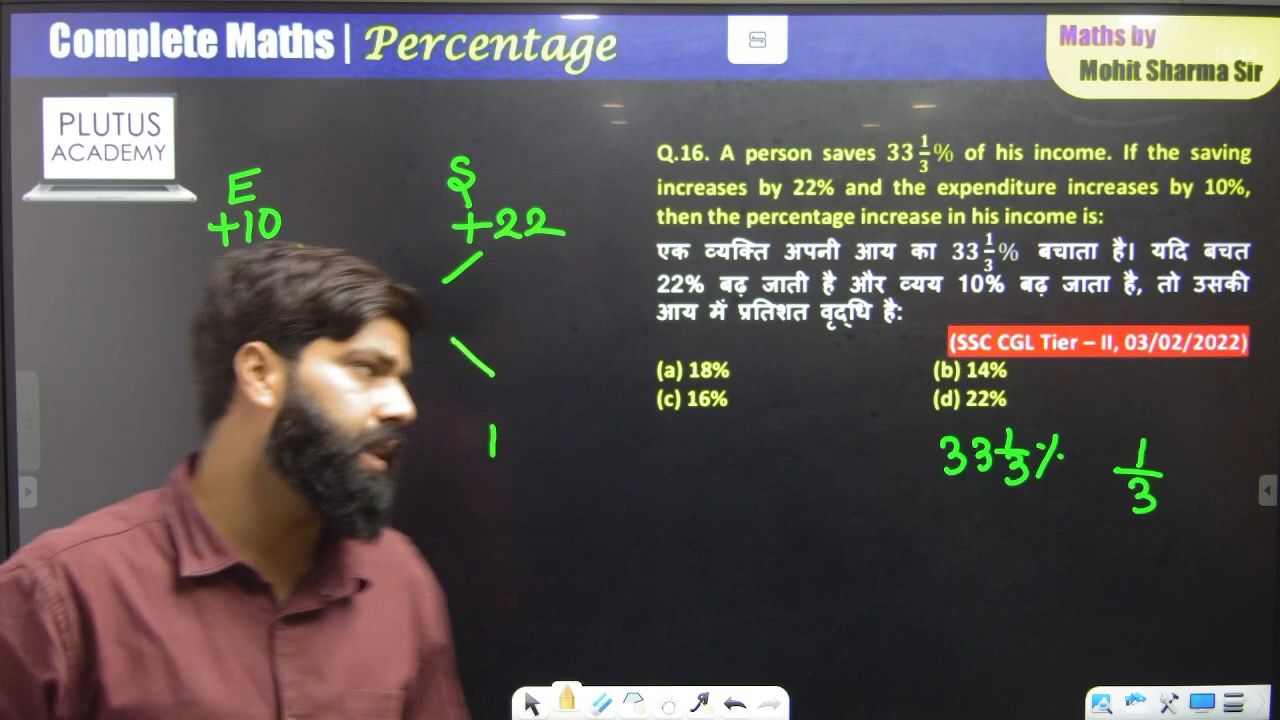 Complete Maths | Percentage
Maths by
Mohit Sharma Sir
PLUTUS
ACADEMY
E
+10
S
+22
1
Q.16. A person saves 33 1/3% of his income. If the saving
increases by 22% and the expenditure increases by 10%,
then the percentage increase in his income is:
एक व्यक्ति अपनी आय का 33 1/3% बचाता है। यदि बचत
22% बढ़ जाती है और व्यय 10% बढ़ जाता है, तो उसकी
आय में प्रतिशत वृद्धि है:
(SSC CGL Tier – II, 03/02/2022)
(a) 18% (b) 14%
(c) 16% (d) 22%
33 1/3 % 1/3